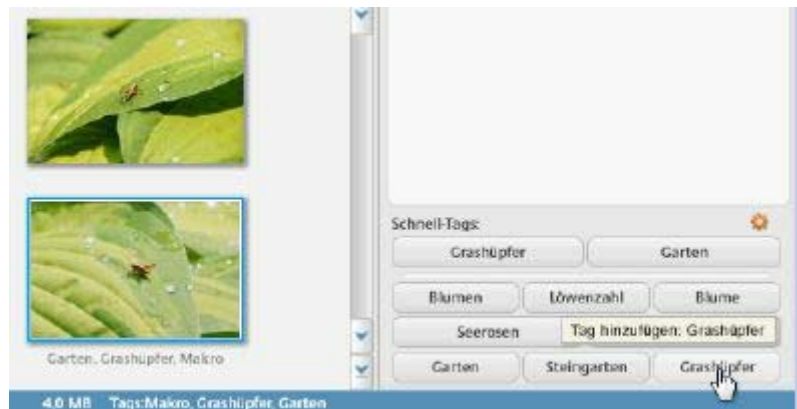 Schnell-Tags:
Grashüpfer Garten
Blumen Löwenzahl Blume
Seerosen Tag hinzufügen: Grashüpfer
Garten, Grashüpfer, Makro
Garten Steingarten Grashüpfer
4.0 MB Tags:Makro, Grashüpfer, Garten